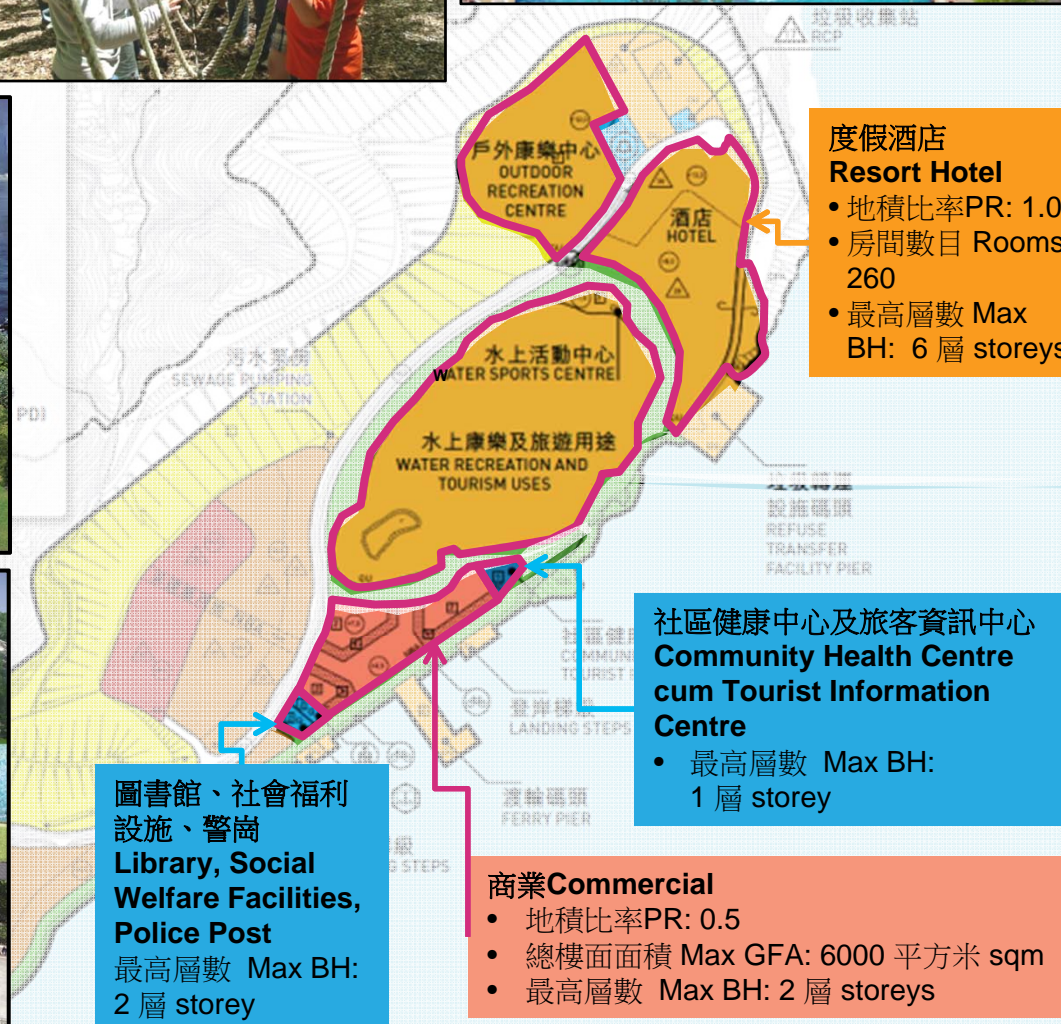 垃圾收集站
RCP
戶外康樂中心
OUTDOOR
RECREATION
CENTRE
酒店
HOTEL
度假酒店
Resort Hotel
• 地積比率PR: 1.0
• 房間數目 Rooms
260
• 最高層數 Max
BH: 6 層 storeys
污水泵房
SEWAGE PUMPING
STATION
水上活動中心
WATER SPORTS CENTRE
PDI
水上康樂及旅遊用途
WATER RECREATION AND
TOURISM USES
OU
垃圾轉運
設施碼頭
REFUSE
TRANSFER
FACILITY PIER
社區健
COMMUN
TOURIST
社區健康中心及旅客資訊中心
Community Health Centre
cum Tourist Information
Centre
• 最高層數 Max BH:
1 層 storey
登岸梯級
LANDING STEPS
渡輪碼頭
FERRY PIER
級
G STEPS
圖書館、社會福利
設施、警崗
Library, Social
Welfare Facilities,
Police Post
最高層數 Max BH:
2 層 storey
商業Commercial
• 地積比率PR: 0.5
• 總樓面面積 Max GFA: 6000 平方米 sqm
• 最高層數 Max BH: 2 層 storeys